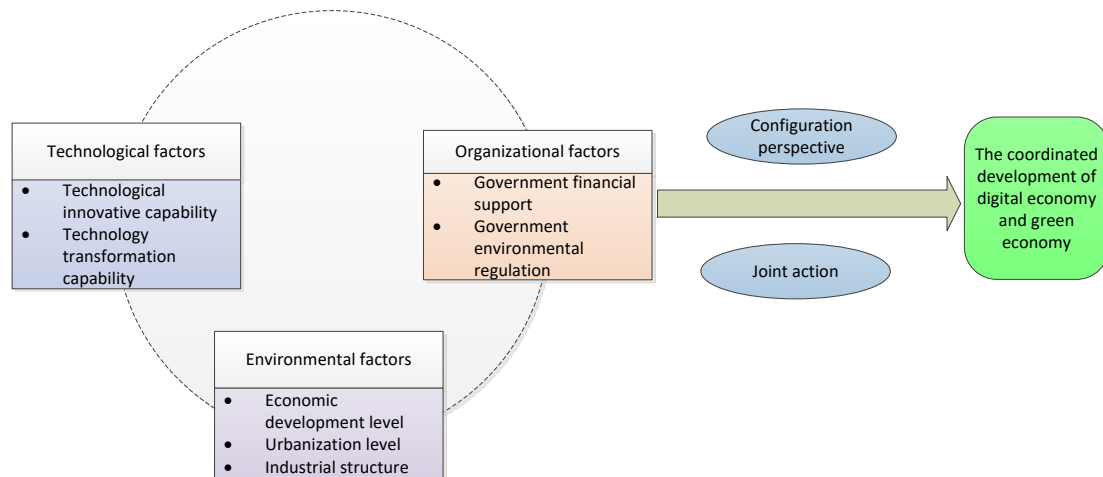 Technological factors
• Technological
innovative capability
• Technology
transformation
capability
Organizational factors
• Government financial
support
• Government
environmental
regulation
Environmental factors
• Economic
development level
• Urbanization level
• Industrial structure
Configuration
perspective
Joint action
The coordinated
development of
digital economy
and green
economy